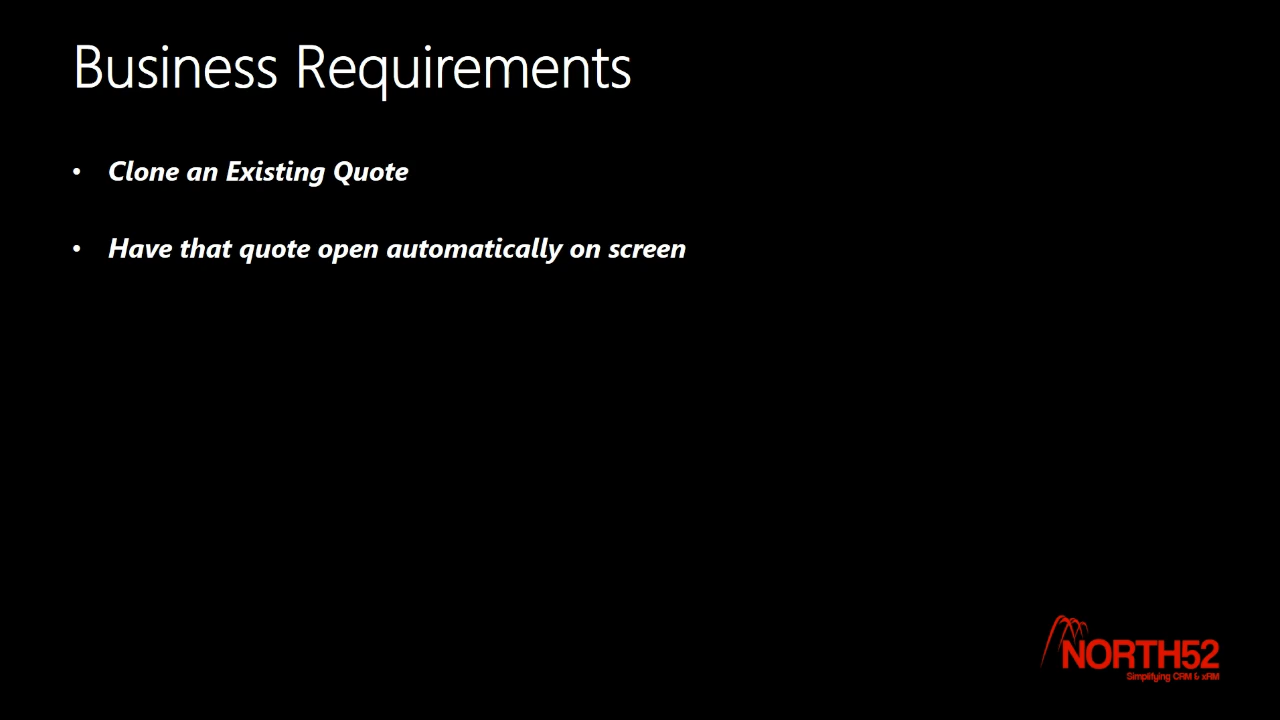 Business Requirements
• Clone an Existing Quote
• Have that quote open automatically on screen
NORTH52
Simplifying CRM & xRM